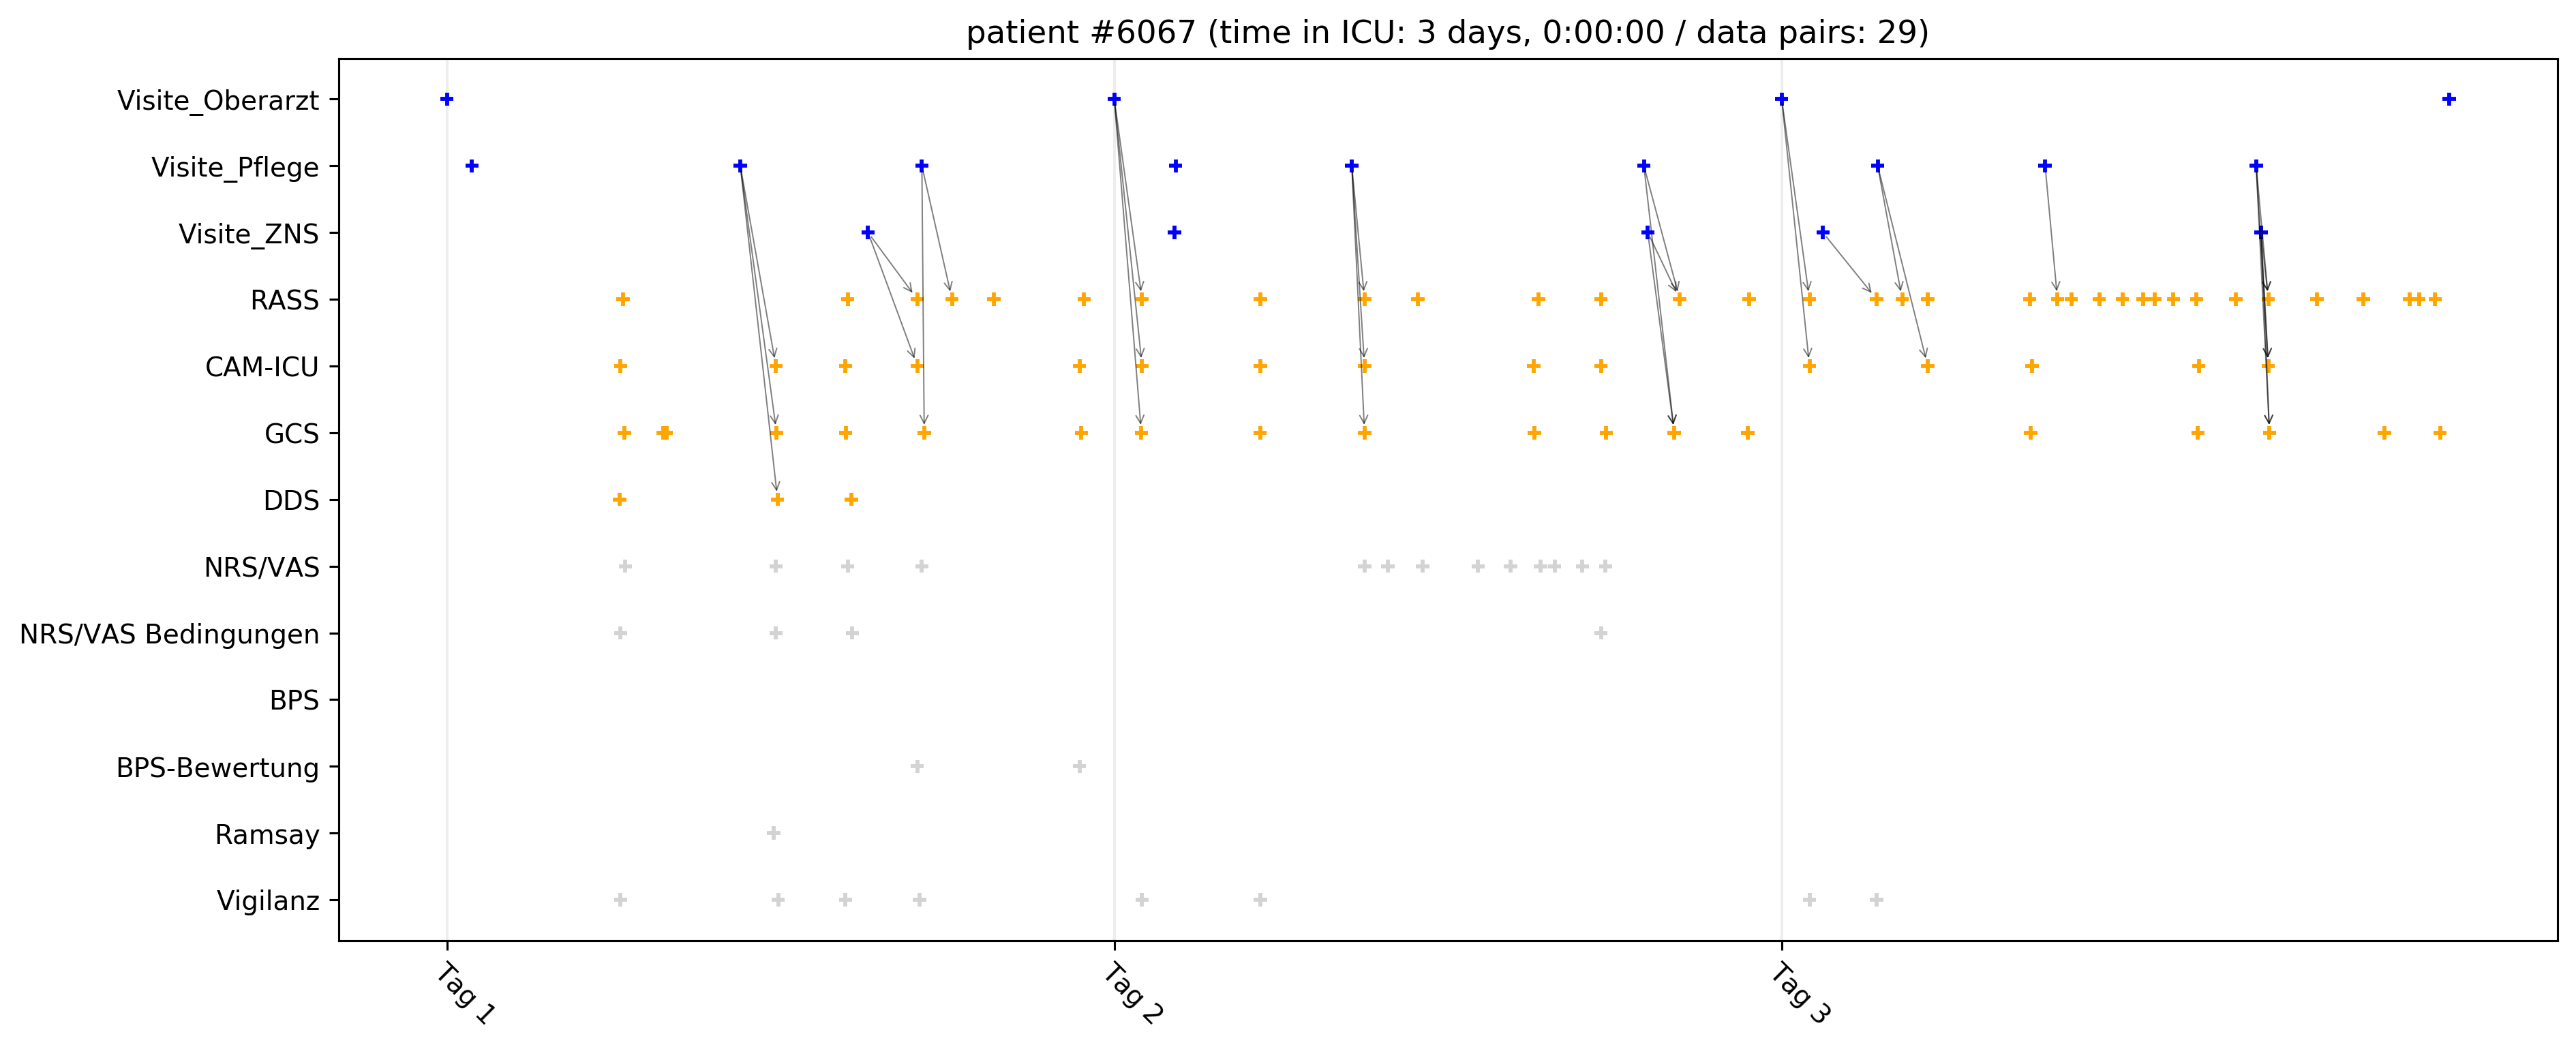 patient #6067 (time in ICU: 3 days, 0:00:00 / data pairs: 29)
Visite_Oberarzt
Visite_Pflege
Visite_ZNS
RASS
CAM-ICU
GCS
DDS
NRS/VAS
NRS/VAS Bedingungen
BPS
BPS-Bewertung
Ramsay
Vigilanz
Tag 1
Tag 2
Tag 3